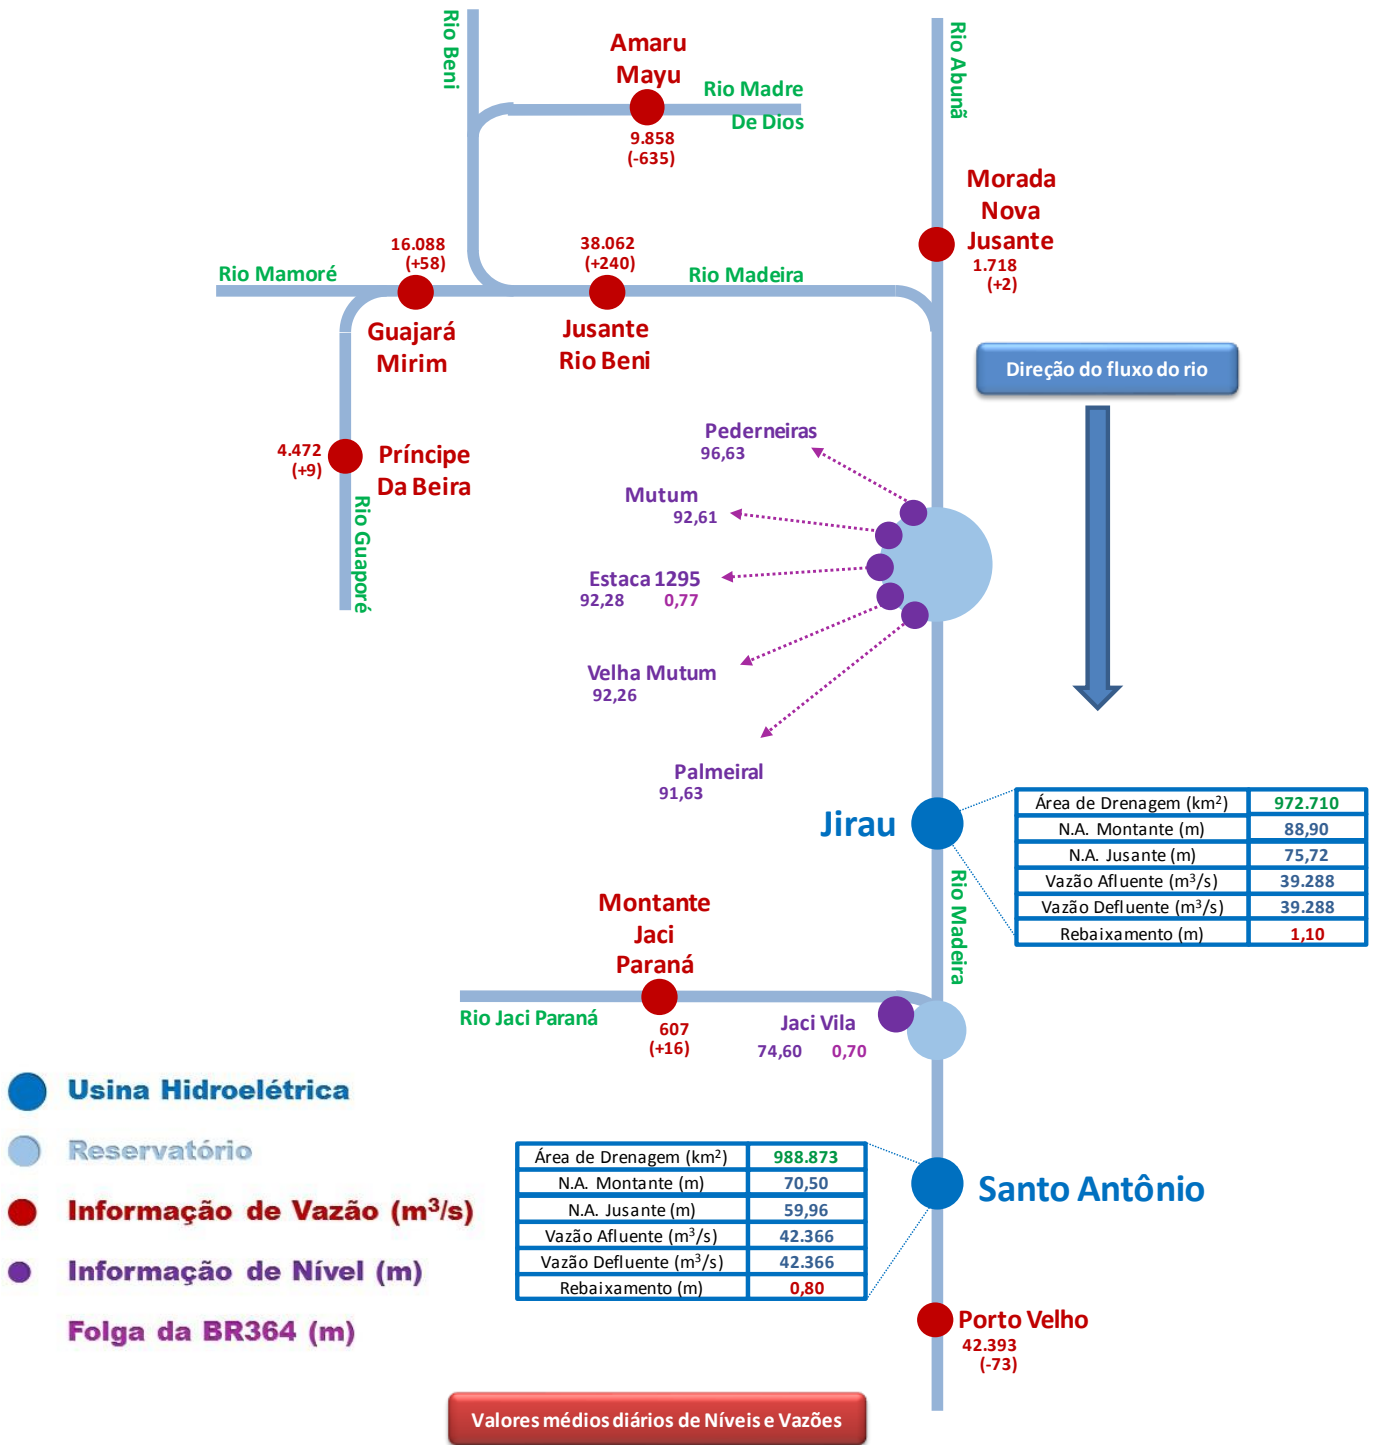 Rio Beni
Amaru
Mayu
Rio Madre
De Dios
9.858
(-635)
Rio Abunã
Morada
Nova
Jusante
1.718
(+2)
16.088
(+58)
38.062
(+240)
Rio Mamoré
Rio Madeira
Guajará
Mirim
Jusante
Rio Beni
Direção do fluxo do rio
4.472
(+9)
Príncipe
Da Beira
Rio Guaporé
Pederneiras
96,63
Mutum
92,61
Estaca 1295
92,28 0,77
Velha Mutum
92,26
Palmeiral
91,63
Jirau
Área de Drenagem (km²) 972.710
N.A. Montante (m) 88,90
N.A. Jusante (m) 75,72
Vazão Afluente (m³/s) 39.288
Vazão Defluente (m³/s) 39.288
Rebaixamento (m) 1,10
Rio Madeira
Montante
Jaci
Paraná
Rio Jaci Paraná
607
(+16)
Jaci Vila
74,60 0,70
Usina Hidroelétrica
Reservatório
Informação de Vazão (m³/s)
Informação de Nível (m)
Folga da BR364 (m)
Área de Drenagem (km²) 988.873
N.A. Montante (m) 70,50
N.A. Jusante (m) 59,96
Vazão Afluente (m³/s) 42.366
Vazão Defluente (m³/s) 42.366
Rebaixamento (m) 0,80
Santo Antônio
Porto Velho
42.393
(-73)
Valores médios diários de Níveis e Vazões